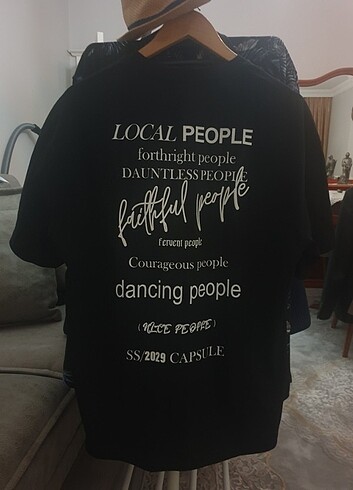 LOCAL PEOPLE
forthright people
DAUNTLESS PEOPLE
faithful people
fervent people
Courageous people
dancing people
(NICE PEOPLE)
SS/2029 CAPSULE